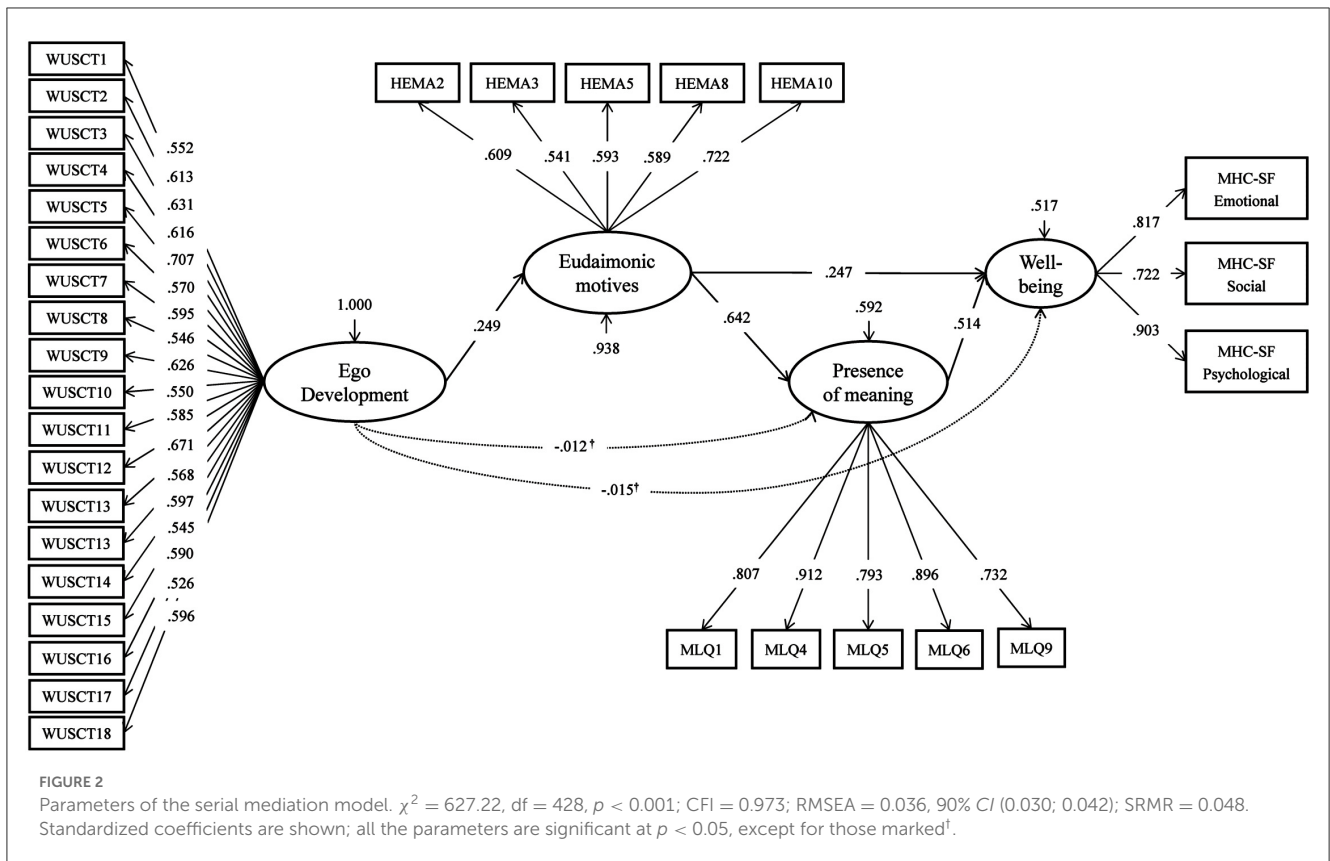 WUSCT1
WUSCT2
WUSCT3
WUSCT4
WUSCT5
WUSCT6
WUSCT7
WUSCT8
WUSCT9
WUSCT10
WUSCT11
WUSCT12
WUSCT13
WUSCT13
WUSCT14
WUSCT15
WUSCT16
WUSCT17
WUSCT18
.552
.613
.631
.616
.707
.570
.595
.546
.626
.550
.585
.671
.568
.597
.545
.590
.526
.596
1.000
Ego
Development
.249
HEMA2
HEMA3
HEMA5
HEMA8
HEMA10
.609
.541
.593
.589
.722
Eudaimonic
motives
.938
.247
.642
.592
Presence
of meaning
.514
-.012†
-.015†
.807
.912
.793
.896
.732
MLQ1
MLQ4
MLQ5
MLQ6
MLQ9
.517
Well-
being
.817
.722
.903
MHC-SF
Emotional
MHC-SF
Social
MHC-SF
Psychological
FIGURE 2
Parameters of the serial mediation model. χ² = 627.22, df = 428, p < 0.001; CFI = 0.973; RMSEA = 0.036, 90% CI (0.030; 0.042); SRMR = 0.048.
Standardized coefficients are shown; all the parameters are significant at p < 0.05, except for those marked†.